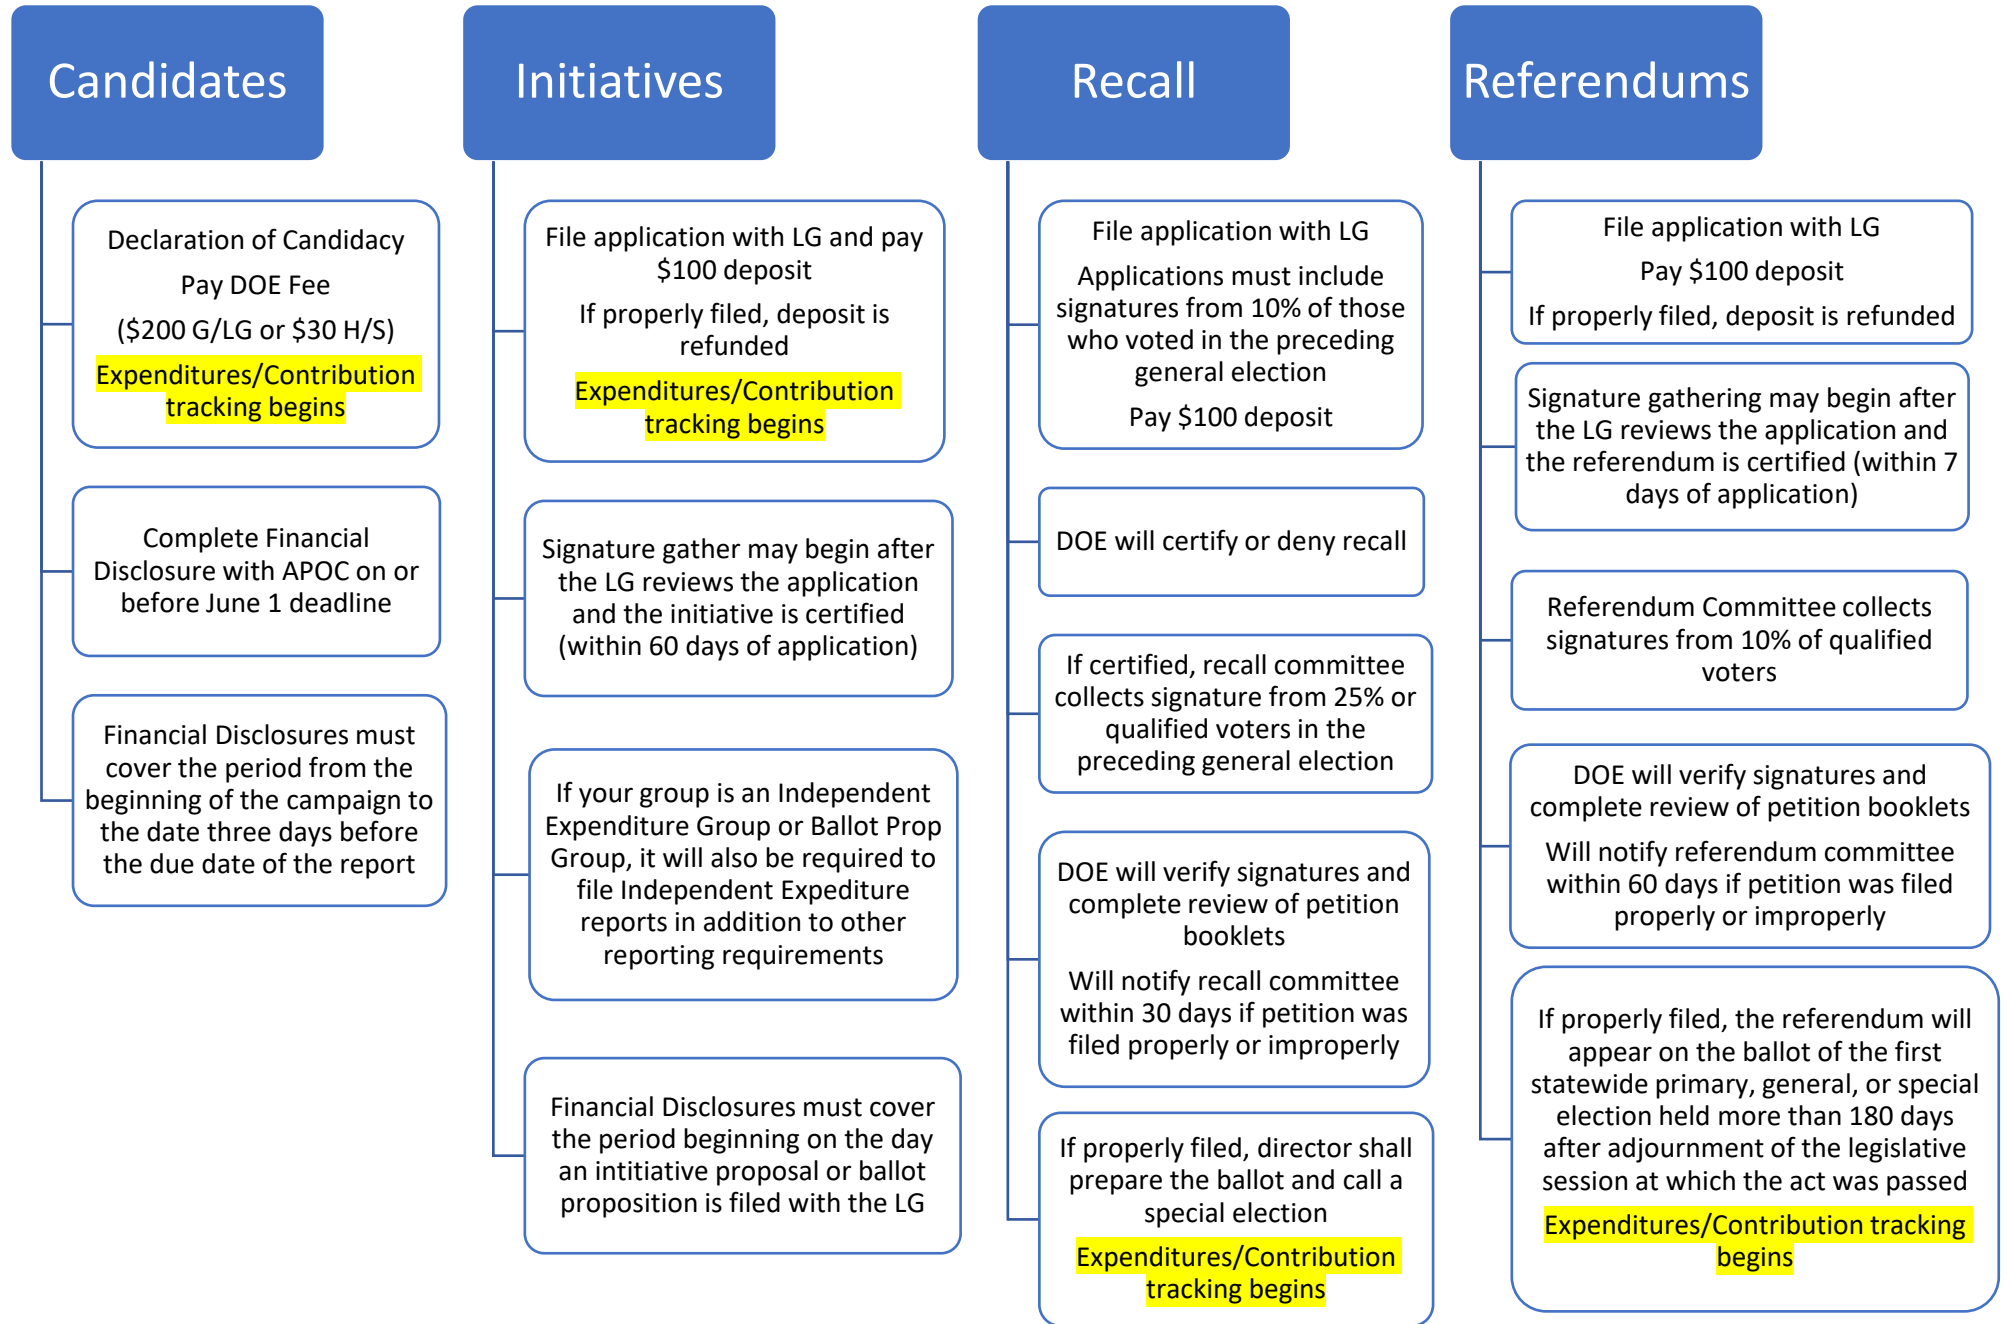 Candidates
Declaration of Candidacy
Pay DOE Fee
($200 G/LG or $30 H/S)
Expenditures/Contribution
tracking begins
Complete Financial
Disclosure with APOC on or
before June 1 deadline
Financial Disclosures must
cover the period from the
beginning of the campaign to
the date three days before
the due date of the report
Initiatives
File application with LG and pay
$100 deposit
If properly filed, deposit is
refunded
Expenditures/Contribution
tracking begins
Signature gather may begin after
the LG reviews the application
and the initiative is certified
(within 60 days of application)
If your group is an Independent
Expenditure Group or Ballot Prop
Group, it will also be required to
file Independent Expediture
reports in addition to other
reporting requirements
Financial Disclosures must cover
the period beginning on the day
an intitiative proposal or ballot
proposition is filed with the LG
Recall
File application with LG
Applications must include
signatures from 10% of those
who voted in the preceding
general election
Pay $100 deposit
DOE will certify or deny recall
If certified, recall committee
collects signature from 25% or
qualified voters in the
preceding general election
DOE will verify signatures and
complete review of petition
booklets
Will notify recall committee
within 30 days if petition was
filed properly or improperly
If properly filed, director shall
prepare the ballot and call a
special election
Expenditures/Contribution
tracking begins
Referendums
File application with LG
Pay $100 deposit
If properly filed, deposit is refunded
Signature gathering may begin after
the LG reviews the application and
the referendum is certified (within 7
days of application)
Referendum Committee collects
signatures from 10% of qualified
voters
DOE will verify signatures and
complete review of petition booklets
Will notify referendum committee
within 60 days if petition was filed
properly or improperly
If properly filed, the referendum will
appear on the ballot of the first
statewide primary, general, or special
election held more than 180 days
after adjournment of the legislative
session at which the act was passed
Expenditures/Contribution tracking
begins